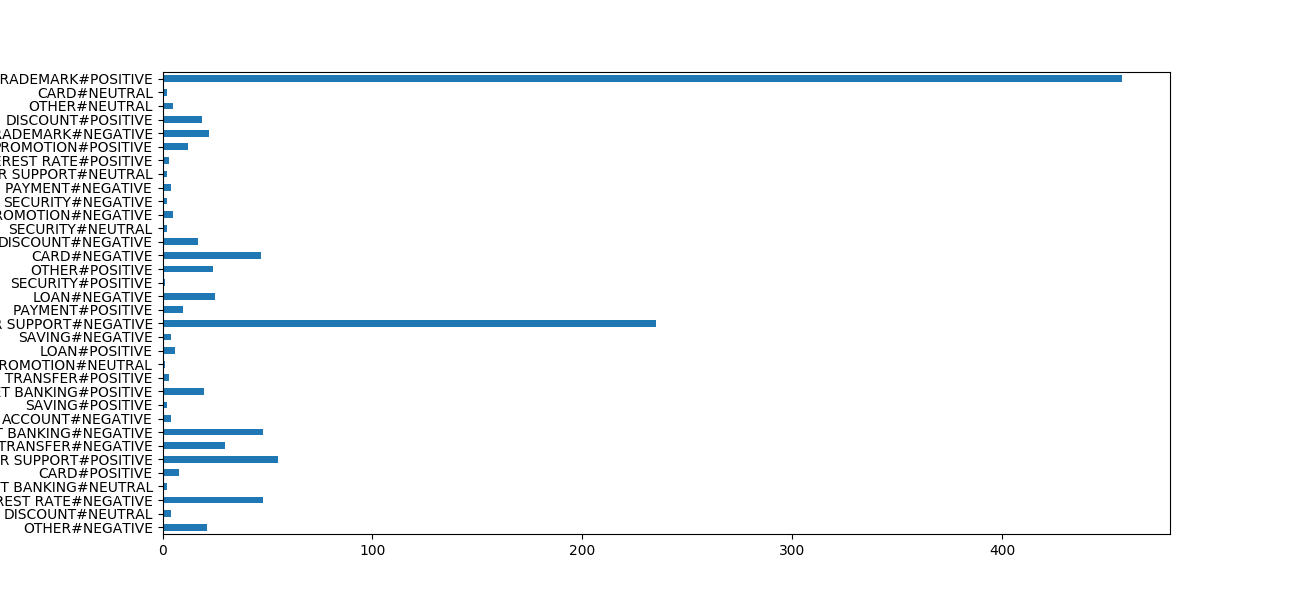 RADEMARK#POSITIVE
CARD#NEUTRAL
OTHER#NEUTRAL
DISCOUNT#POSITIVE
RADEMARK#NEGATIVE
PROMOTION#POSITIVE
EREST RATE#POSITIVE
R SUPPORT#NEUTRAL
PAYMENT#NEGATIVE
SECURITY#NEGATIVE
ROMOTION#NEGATIVE
SECURITY#NEUTRAL
DISCOUNT#NEGATIVE
CARD#NEGATIVE
OTHER#POSITIVE
SECURITY#POSITIVE
LOAN#NEGATIVE
PAYMENT#POSITIVE
R SUPPORT#NEGATIVE
SAVING#NEGATIVE
LOAN#POSITIVE
ROMOTION#NEUTRAL
TRANSFER#POSITIVE
ET BANKING#POSITIVE
SAVING#POSITIVE
ACCOUNT#NEGATIVE
T BANKING#NEGATIVE
TRANSFER#NEGATIVE
R SUPPORT#POSITIVE
CARD#POSITIVE
T BANKING#NEUTRAL
REST RATE#NEGATIVE
DISCOUNT#NEUTRAL
OTHER#NEGATIVE
0 100 200 300 400